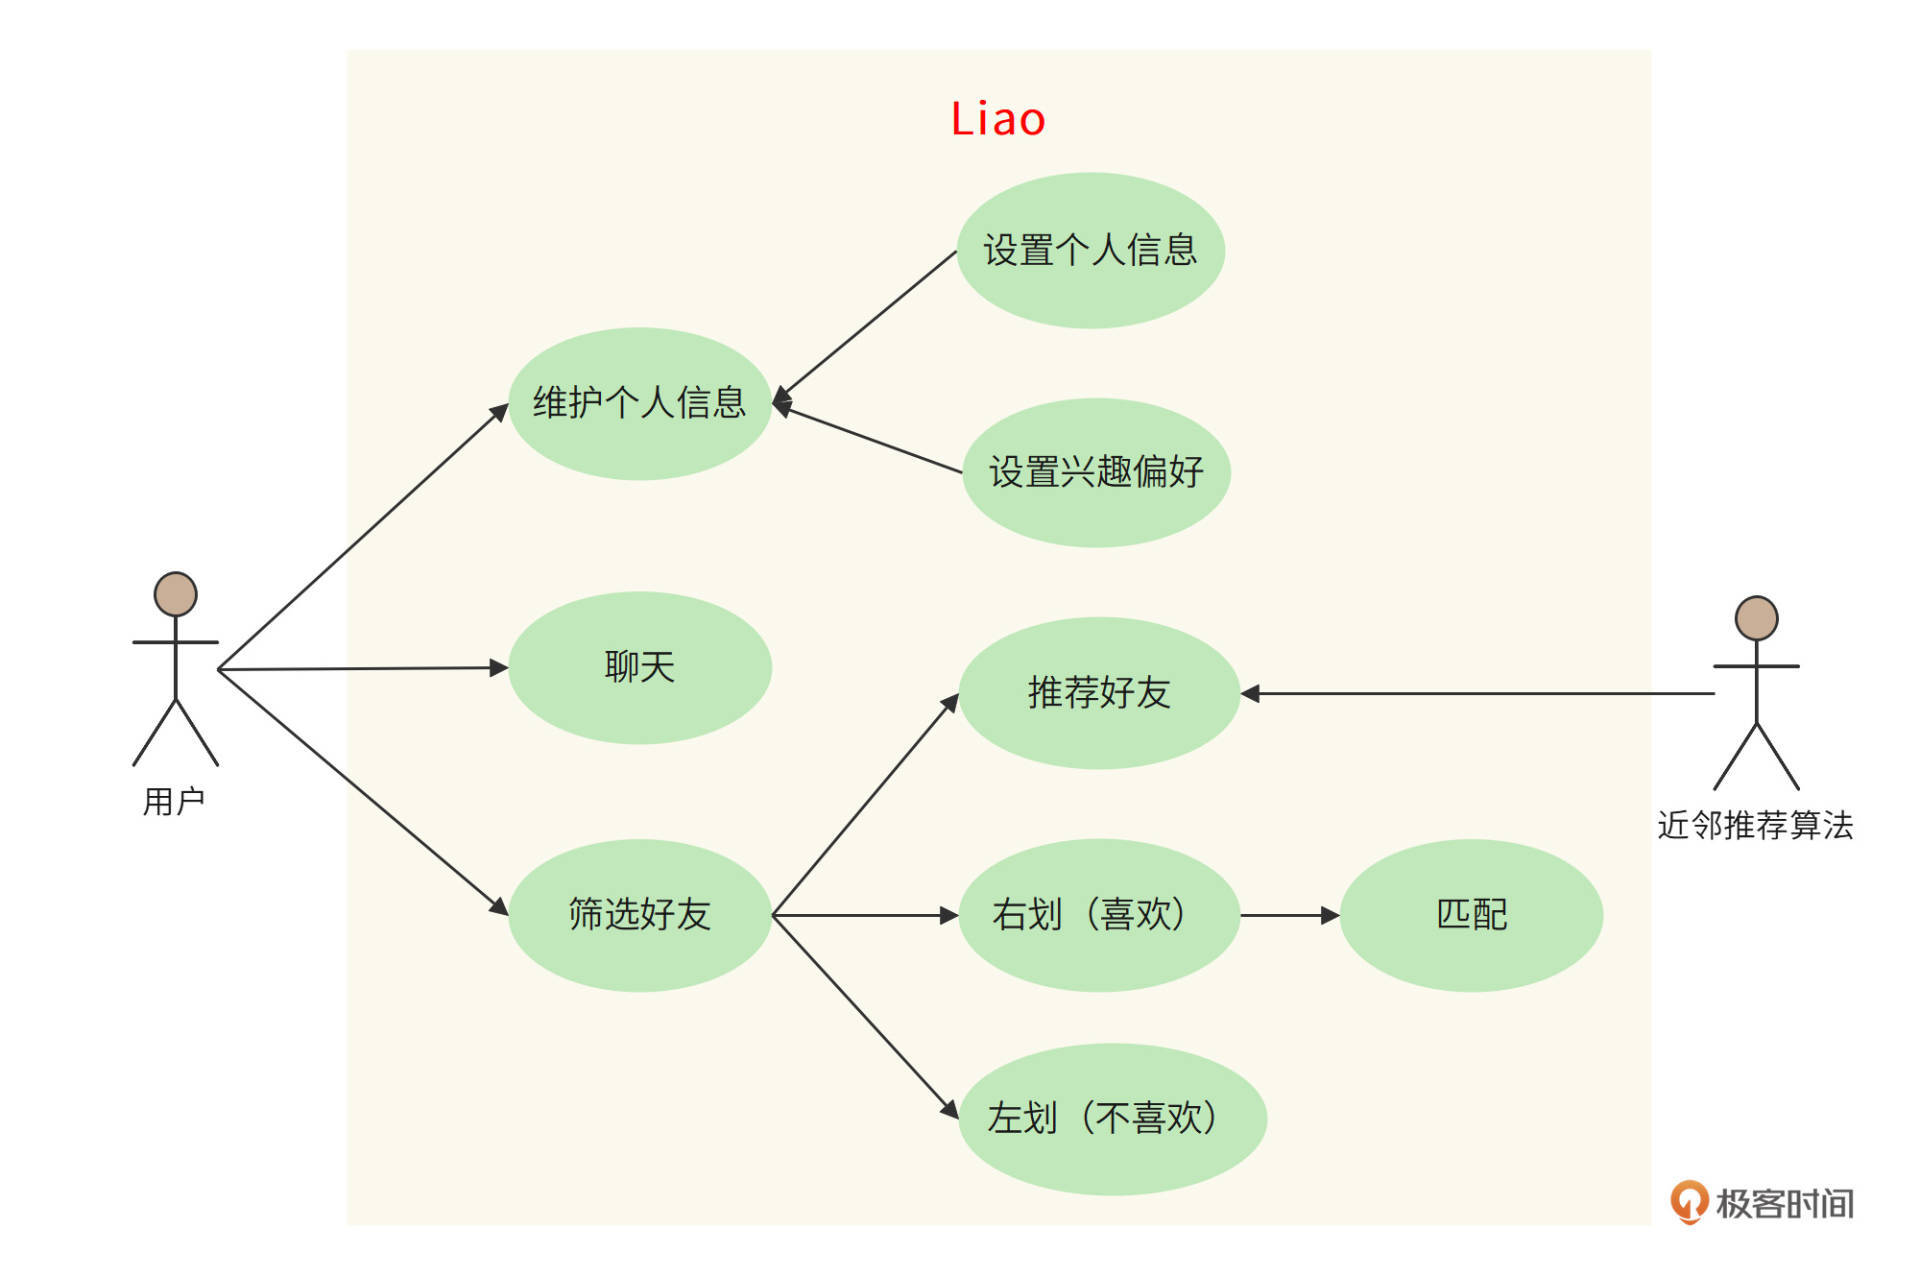 Liao
设置个人信息
维护个人信息
设置兴趣偏好
聊天
推荐好友
用户
近邻推荐算法
筛选好友
右划（喜欢）
匹配
左划（不喜欢）
极客时间